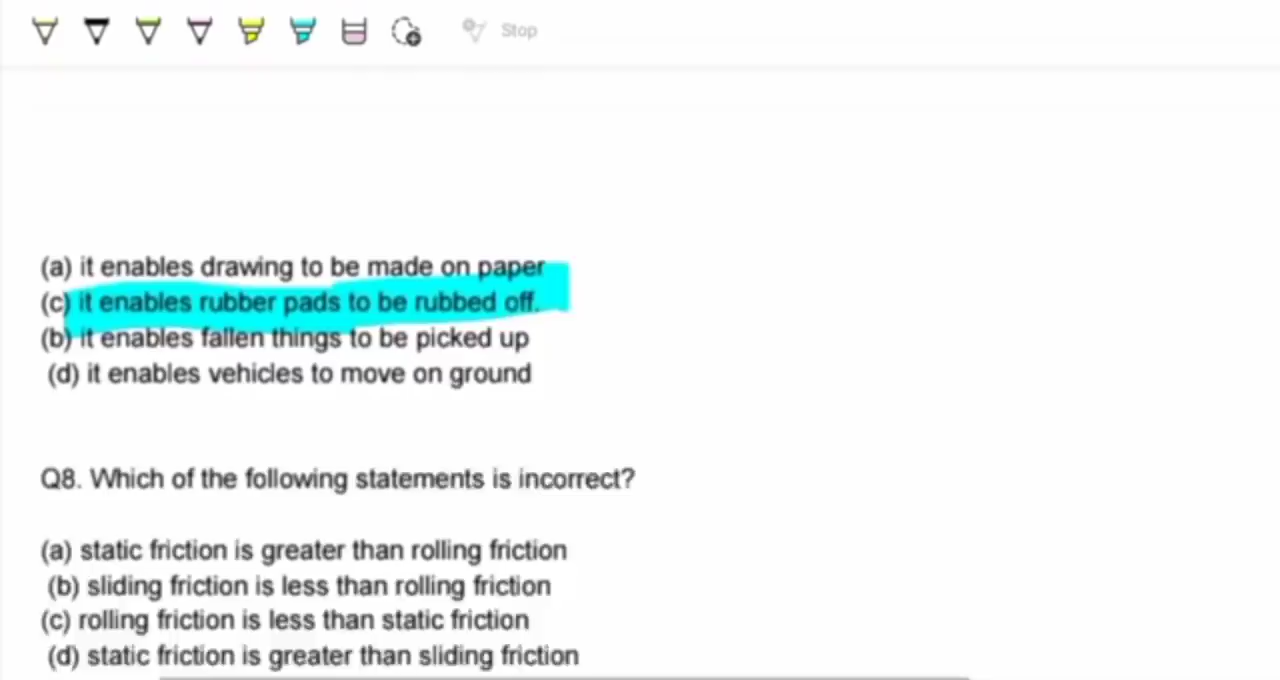 Stop
(a) it enables drawing to be made on paper
(c) it enables rubber pads to be rubbed off.
(b) it enables fallen things to be picked up
(d) it enables vehicles to move on ground
Q8. Which of the following statements is incorrect?
(a) static friction is greater than rolling friction
(b) sliding friction is less than rolling friction
(c) rolling friction is less than static friction
(d) static friction is greater than sliding friction